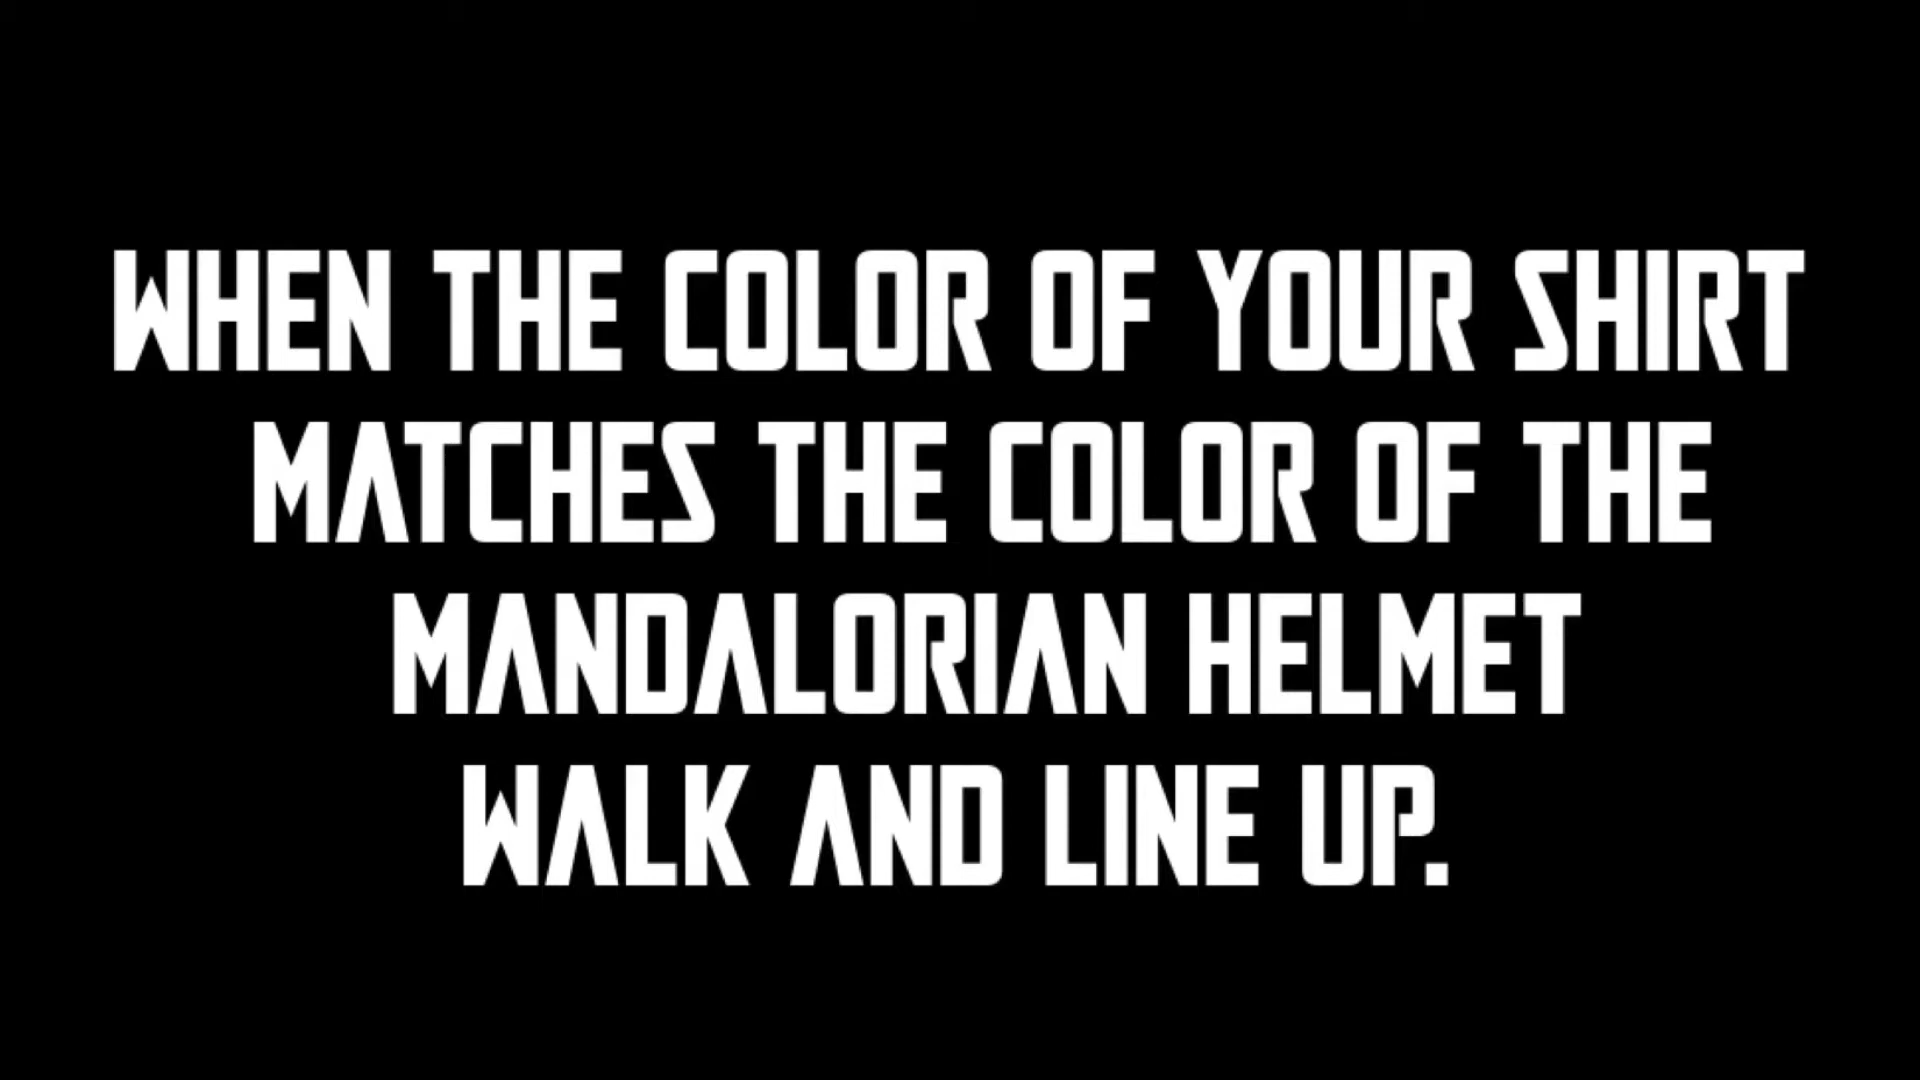 WHEN THE COLOR OF YOUR SHIRT
MATCHES THE COLOR OF THE
MANDALORIAN HELMET
WALK AND LINE UP.